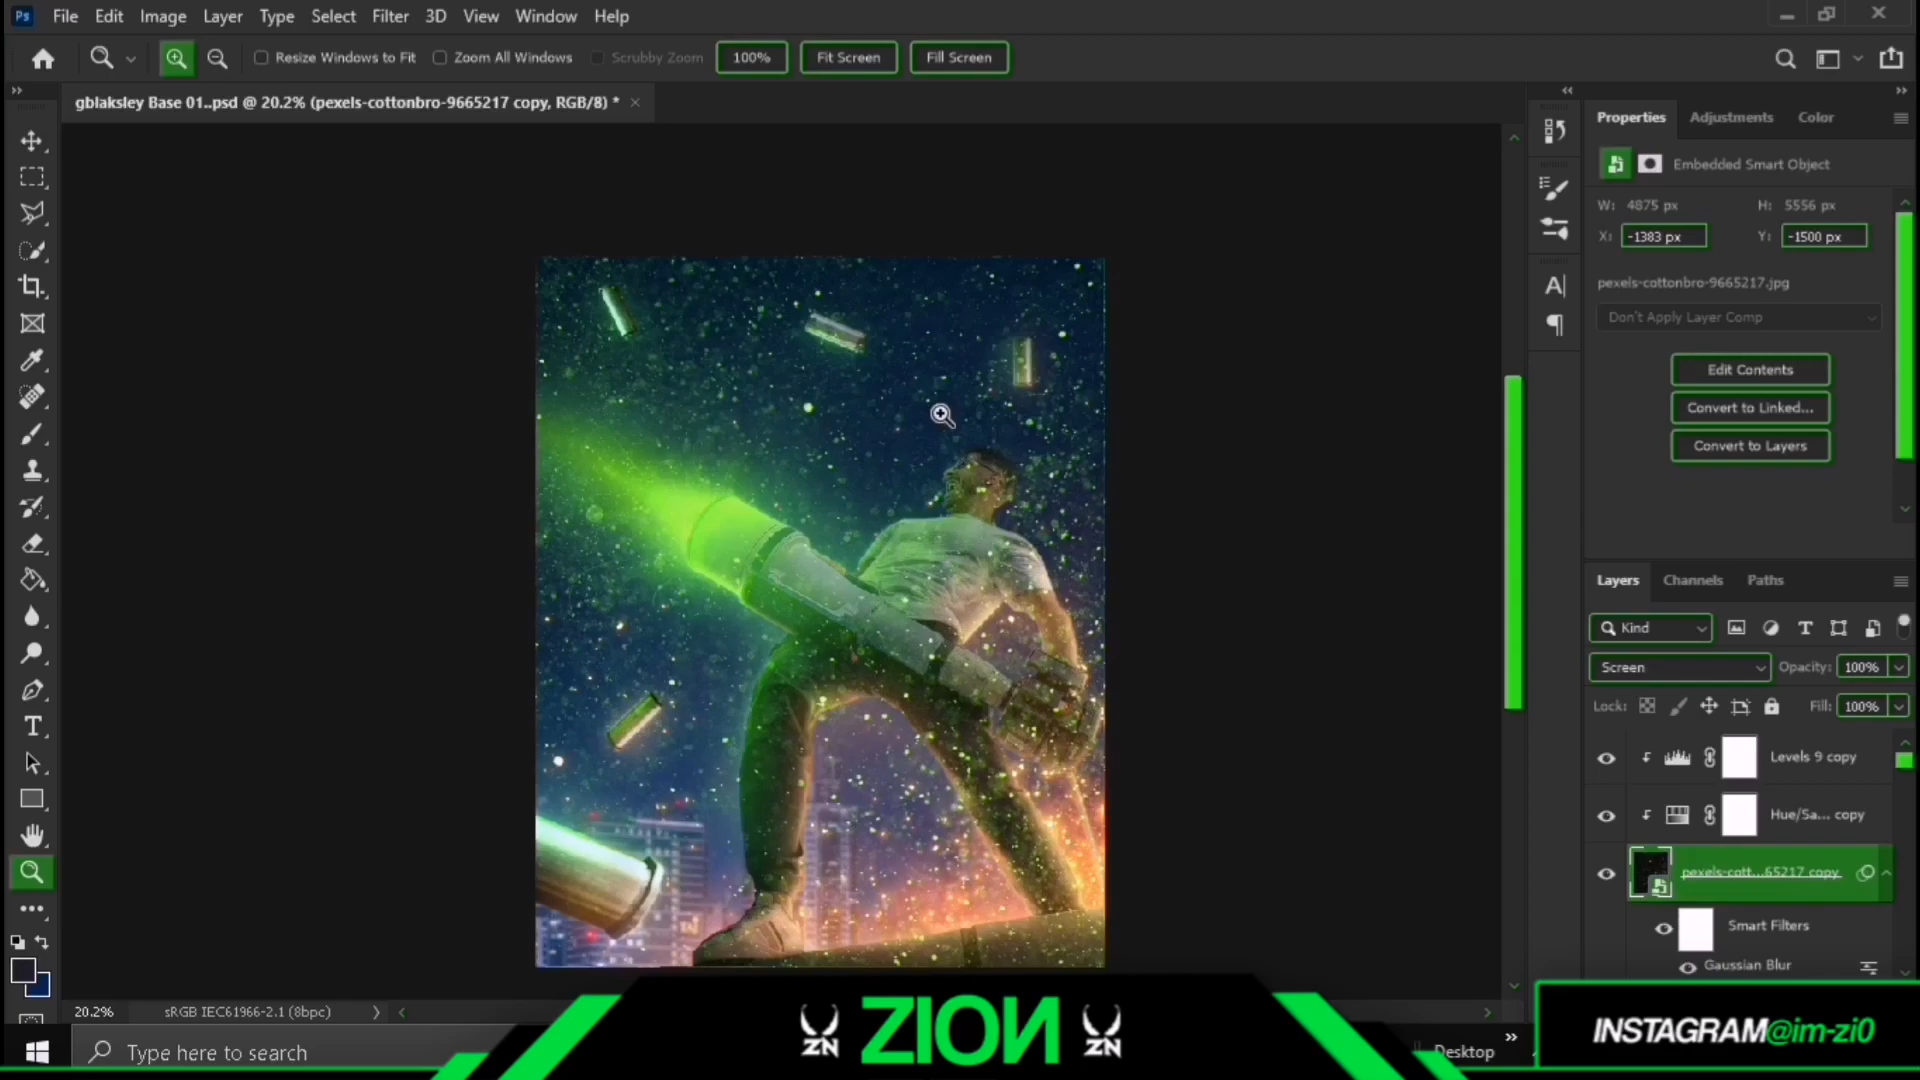 Ps File Edit Image Layer Type Select Filter 3D View Window Help
Resize Windows to Fit Zoom All Windows Scrubby Zoom 100% Fit Screen Fill Screen
gblaksley Base 01..psd @ 20.2% (pexels-cottonbro-9665217 copy, RGB/8) *
Properties Adjustments Color
Embedded Smart Object
W: 4875 px H: 5556 px
X: -1383 px Y: -1500 px
pexels-cottonbro-9665217.jpg
Don't Apply Layer Comp
Edit Contents
Convert to Linked...
Convert to Layers
Layers Channels Paths
Kind
Screen Opacity: 100%
Lock: Fill: 100%
Levels 9 copy
Hue/Sa... copy
pexels-cott...65217 copy
Smart Filters
Gaussian Blur
20.2% sRGB IEC61966-2.1 (8bpc)
Type here to search
ZN ZION ZN
Desktop
INSTAGRAM@im-zi0